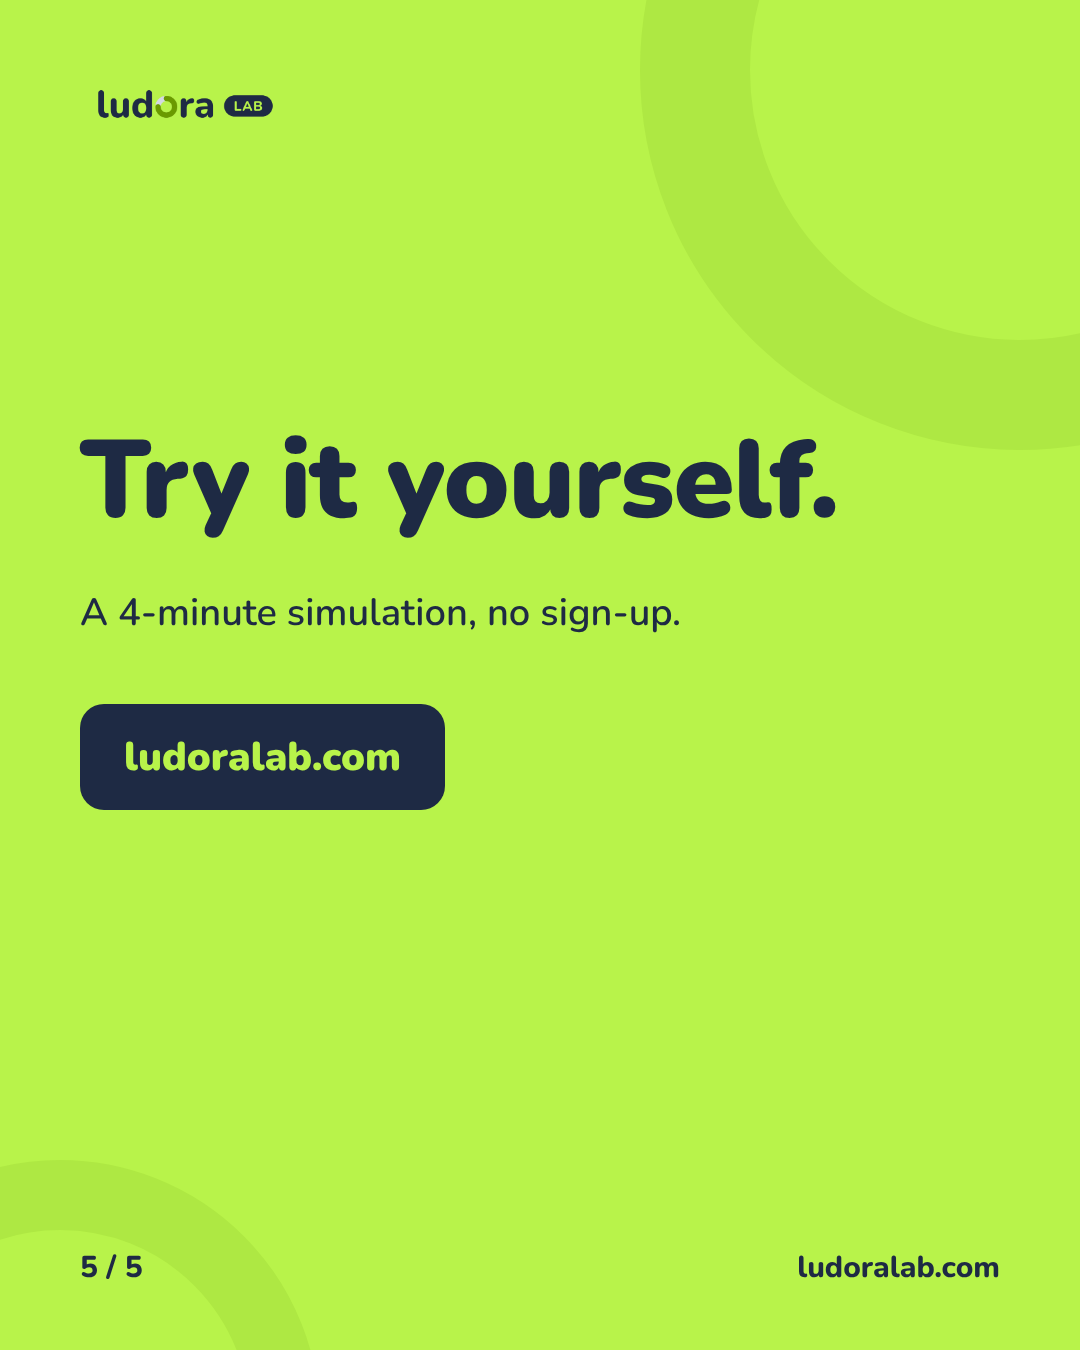 ludora LAB
Try it yourself.
A 4-minute simulation, no sign-up.
ludoralab.com
5 / 5
ludoralab.com